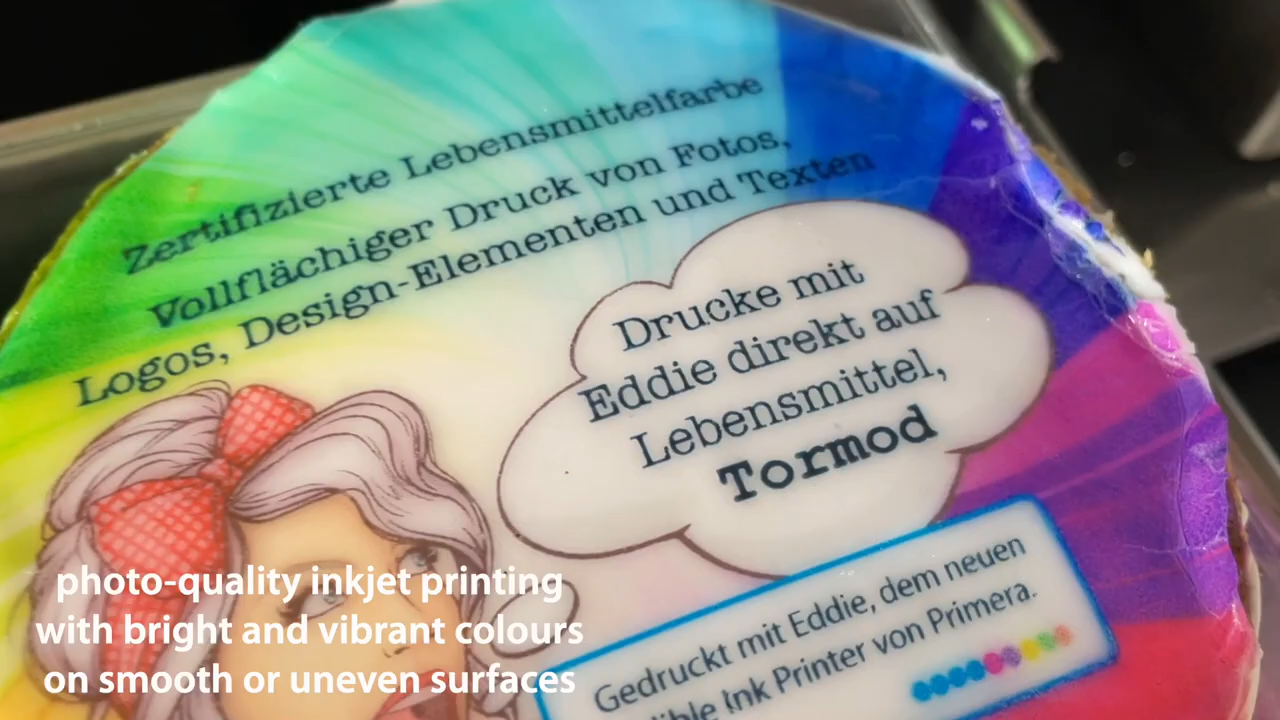 Zertifizierte Lebensmittelfarbe
Vollflächiger Druck von Fotos,
Logos, Design-Elementen und Texten
Drucke mit
Eddie direkt auf
Lebensmittel,
Tormod
Gedruckt mit Eddie, dem neuen
Ink Printer von Primera.
photo-quality inkjet printing
with bright and vibrant colours
on smooth or uneven surfaces